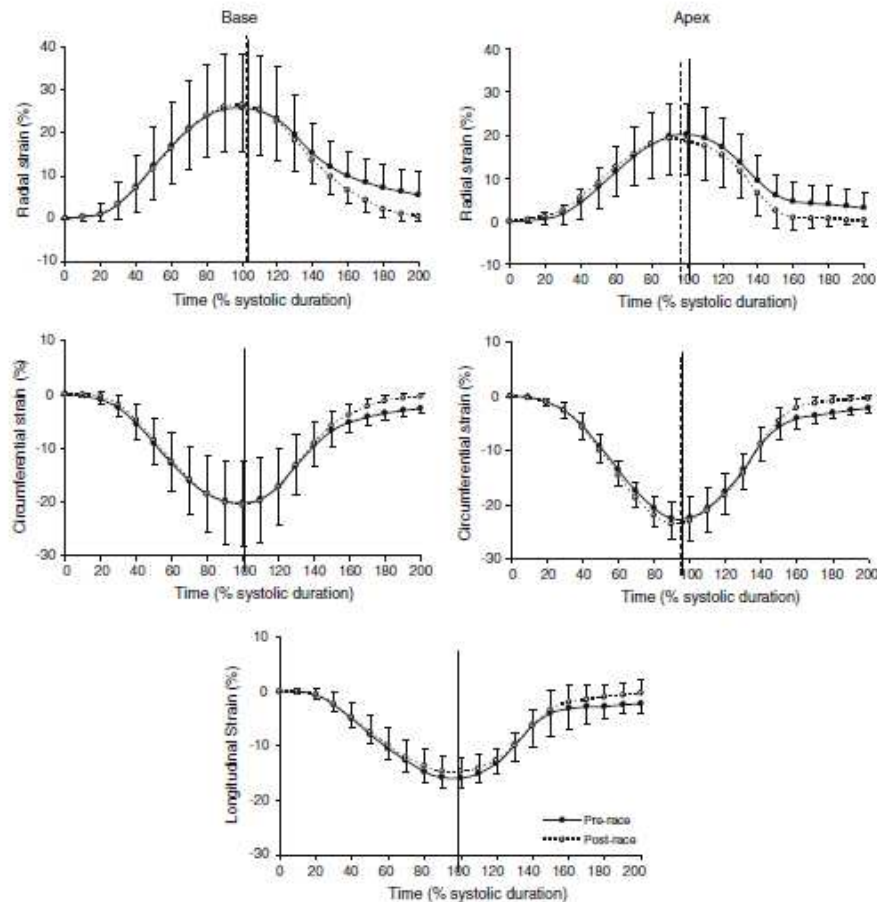 Base
Apex
40
30
20
10
0
-10
Radial strain (%)
0 20 40 60 80 100 120 140 160 180 200
Time (% systolic duration)
40
30
20
10
0
-10
Radial strain (%)
0 20 40 60 80 100 120 140 160 180 200
Time (% systolic duration)
10
0
-10
-20
-30
Circumferential strain (%)
0 20 40 60 80 100 120 140 160 180 200
Time (% systolic duration)
10
0
-10
-20
-30
Circumferential strain (%)
0 20 40 60 80 100 120 140 160 180 200
Time (% systolic duration)
10
0
-10
-20
-30
Longitudinal Strain (%)
0 20 40 60 80 100 120 140 160 180 200
Time (% systolic duration)
Pre-race
Post-race